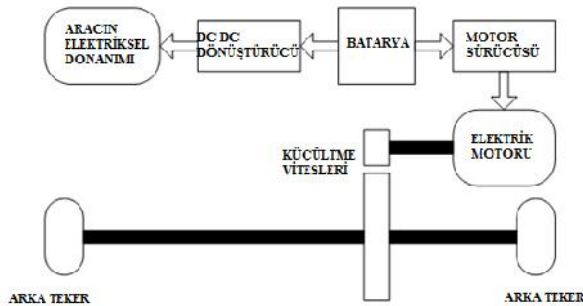 ARACIN
ELEKTRİKSEL
DONANIMI
DC DC
DÖNÜŞTÜRÜCÜ
BATARYA
MOTOR
SÜRÜCÜSÜ
KÜÇÜLTME
VİTESLERİ
ELEKTRİK
MOTORU
ARKA TEKER
ARKA TEKER